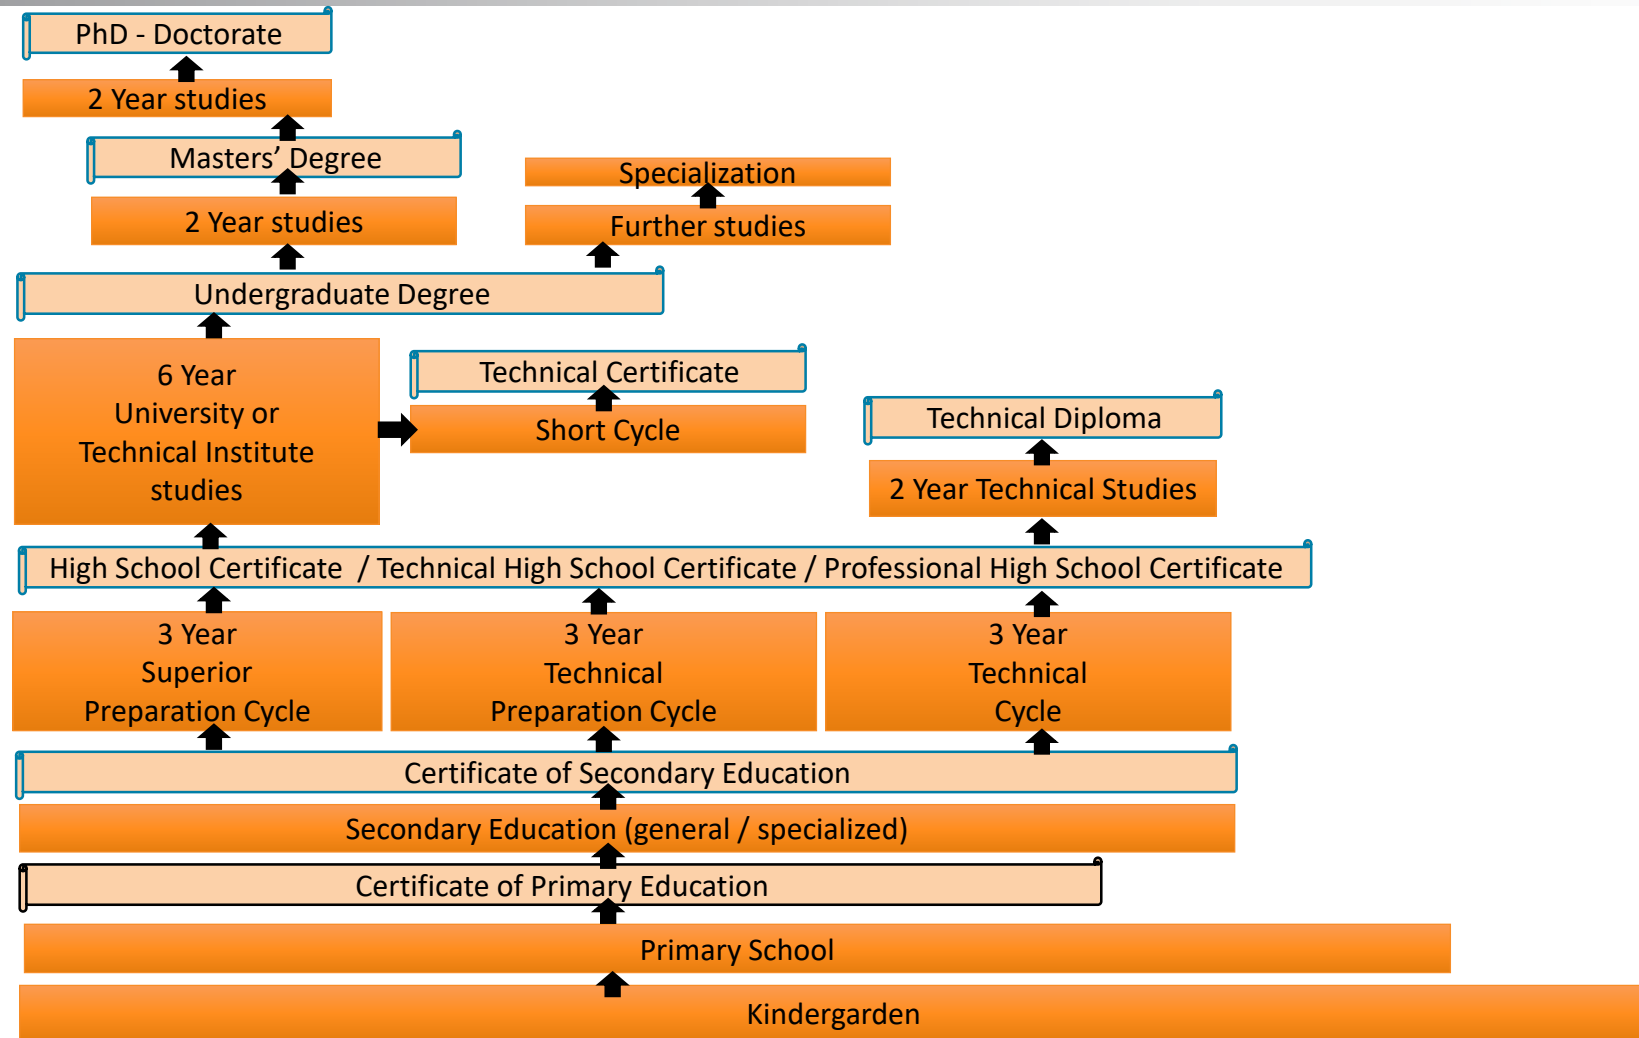 PhD - Doctorate
2 Year studies
Masters’ Degree
Specialization
2 Year studies
Further studies
Undergraduate Degree
6 Year
University or
Technical Institute
studies
Technical Certificate
Short Cycle
Technical Diploma
2 Year Technical Studies
High School Certificate / Technical High School Certificate / Professional High School Certificate
3 Year
Superior
Preparation Cycle
3 Year
Technical
Preparation Cycle
3 Year
Technical
Cycle
Certificate of Secondary Education
Secondary Education (general / specialized)
Certificate of Primary Education
Primary School
Kindergarden